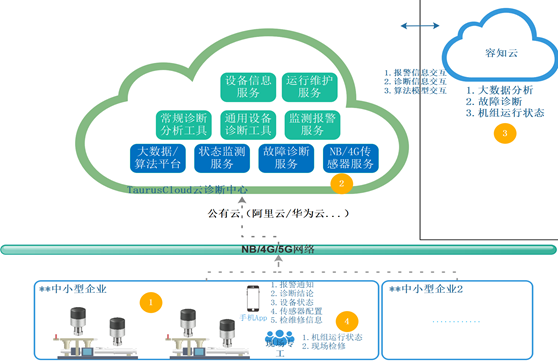 容知云
1. 报警信息交互
2. 诊断信息交互
3. 算法模型交互
1. 大数据分析
2. 故障诊断
3. 机组运行状态
3
设备信息
服务
运行维护
服务
常规诊断
分析工具
通用设备
诊断工具
监测报警
服务
大数据/
算法平台
状态监测
服务
故障诊断
服务
NB/4G传
感器服务
TaurusCloud云诊断中心
2
公有云（阿里云/华为云...）
NB/4G/5G网络
**中小型企业
1
手机App
1. 报警通知
2. 诊断结论
3. 设备状态
4. 传感器配置
5. 检维修信息
4
工
1. 机组运行状态
2. 现场检修
**中小型企业2
............